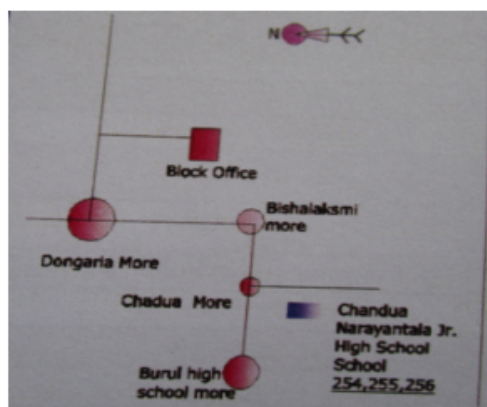 N
Block Office
Bishalaksmi
more
Dongaria More
Chadua More
Chandua
Narayantala Jr.
High School
School
254,255,256
Burul high
school more